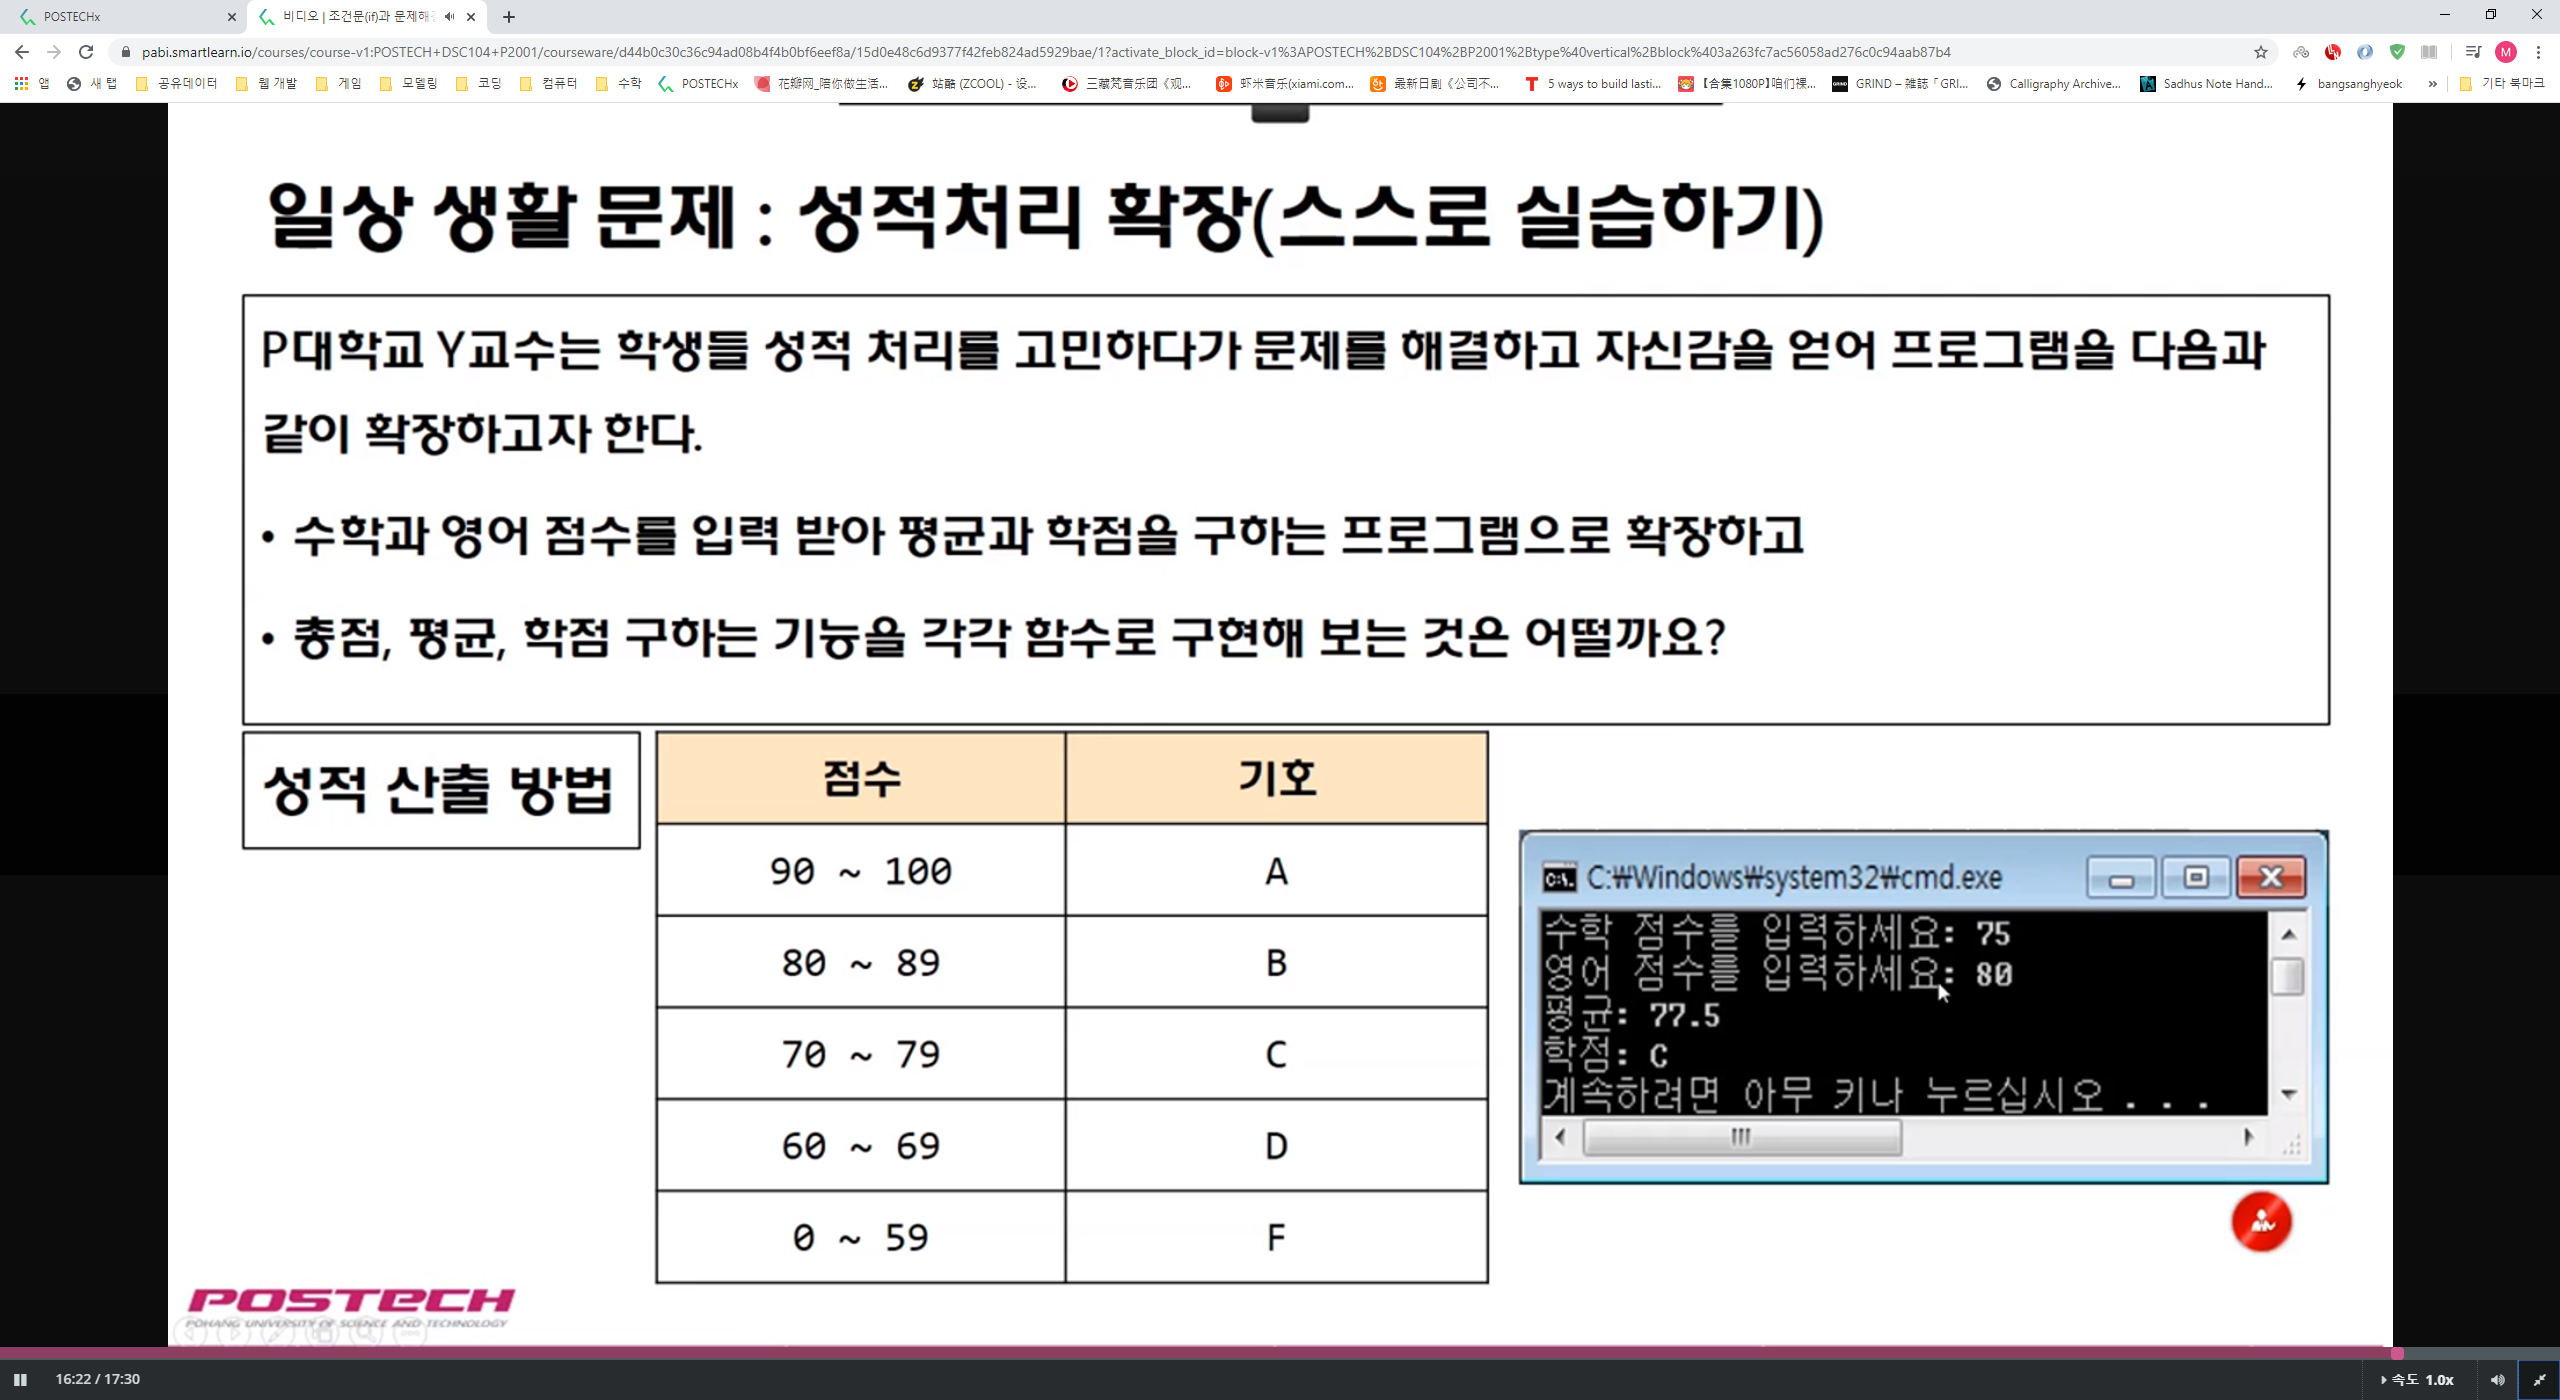 POSTECHx
비디오 | 조건문(if)과 문제해
pabi.smartlearn.io/courses/course-v1:POSTECH+DSC104+P2001/courseware/d44b0c30c36c94ad08b4f4b0bf6eef8a/15d0e48c6d9377f42feb824ad5929bae/1?activate_block_id=block-v1%3APOSTECH%2BDSC104%2BP2001%2Btype%40vertical%2Bblock%403a263fc7ac56058ad276c0c94aab87b4
M
앱 새 탭 공유데이터 웹 개발 게임 모델링 코딩 컴퓨터 수학 POSTECHx 花瓣网_陪你做生活... 站酷 (ZCOOL) - 设... 三藏梵音乐团《观... 虾米音乐(xiami.com... 最新日剧《公司不... 5 ways to build lasti... 【合集1080P】咱们裸... GRIND – 雑誌「GRI... Calligraphy Archive... Sadhus Note Hand... bangsanghyeok » 기타 북마크
일상 생활 문제 : 성적처리 확장(스스로 실습하기)
P대학교 Y교수는 학생들 성적 처리를 고민하다가 문제를 해결하고 자신감을 얻어 프로그램을 다음과
같이 확장하고자 한다.
• 수학과 영어 점수를 입력 받아 평균과 학점을 구하는 프로그램으로 확장하고
• 총점, 평균, 학점 구하는 기능을 각각 함수로 구현해 보는 것은 어떨까요?
성적 산출 방법
점수 기호
90 ~ 100 A
80 ~ 89 B
70 ~ 79 C
60 ~ 69 D
0 ~ 59 F
C:₩Windows₩system32₩cmd.exe
수학 점수를 입력하세요: 75
영어 점수를 입력하세요: 80
평균: 77.5
학점: C
계속하려면 아무 키나 누르십시오 . . .
POSTECH
POHANG UNIVERSITY OF SCIENCE AND TECHNOLOGY
16:22 / 17:30
속도 1.0x